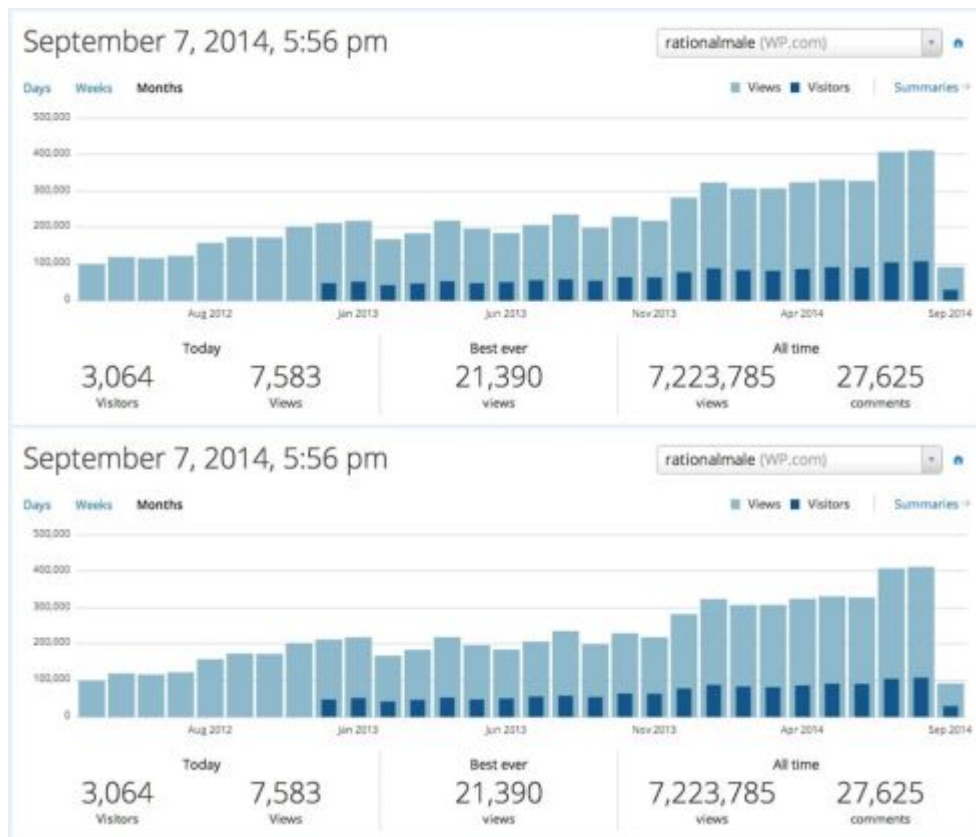 September 7, 2014, 5:56 pm
rationalmale (WP.com)
Days Weeks Months
Views Visitors
Summaries
500,000
400,000
300,000
200,000
100,000
0
Aug 2012 Jan 2013 Jun 2013 Nov 2013 Apr 2014 Sep 2014
Today Best ever All time
3,064 7,583 21,390 7,223,785 27,625
Visitors Views views views comments
September 7, 2014, 5:56 pm
rationalmale (WP.com)
Days Weeks Months
Views Visitors
Summaries
500,000
400,000
300,000
200,000
100,000
0
Aug 2012 Jan 2013 Jun 2013 Nov 2013 Apr 2014 Sep 2014
Today Best ever All time
3,064 7,583 21,390 7,223,785 27,625
Visitors Views views views comments